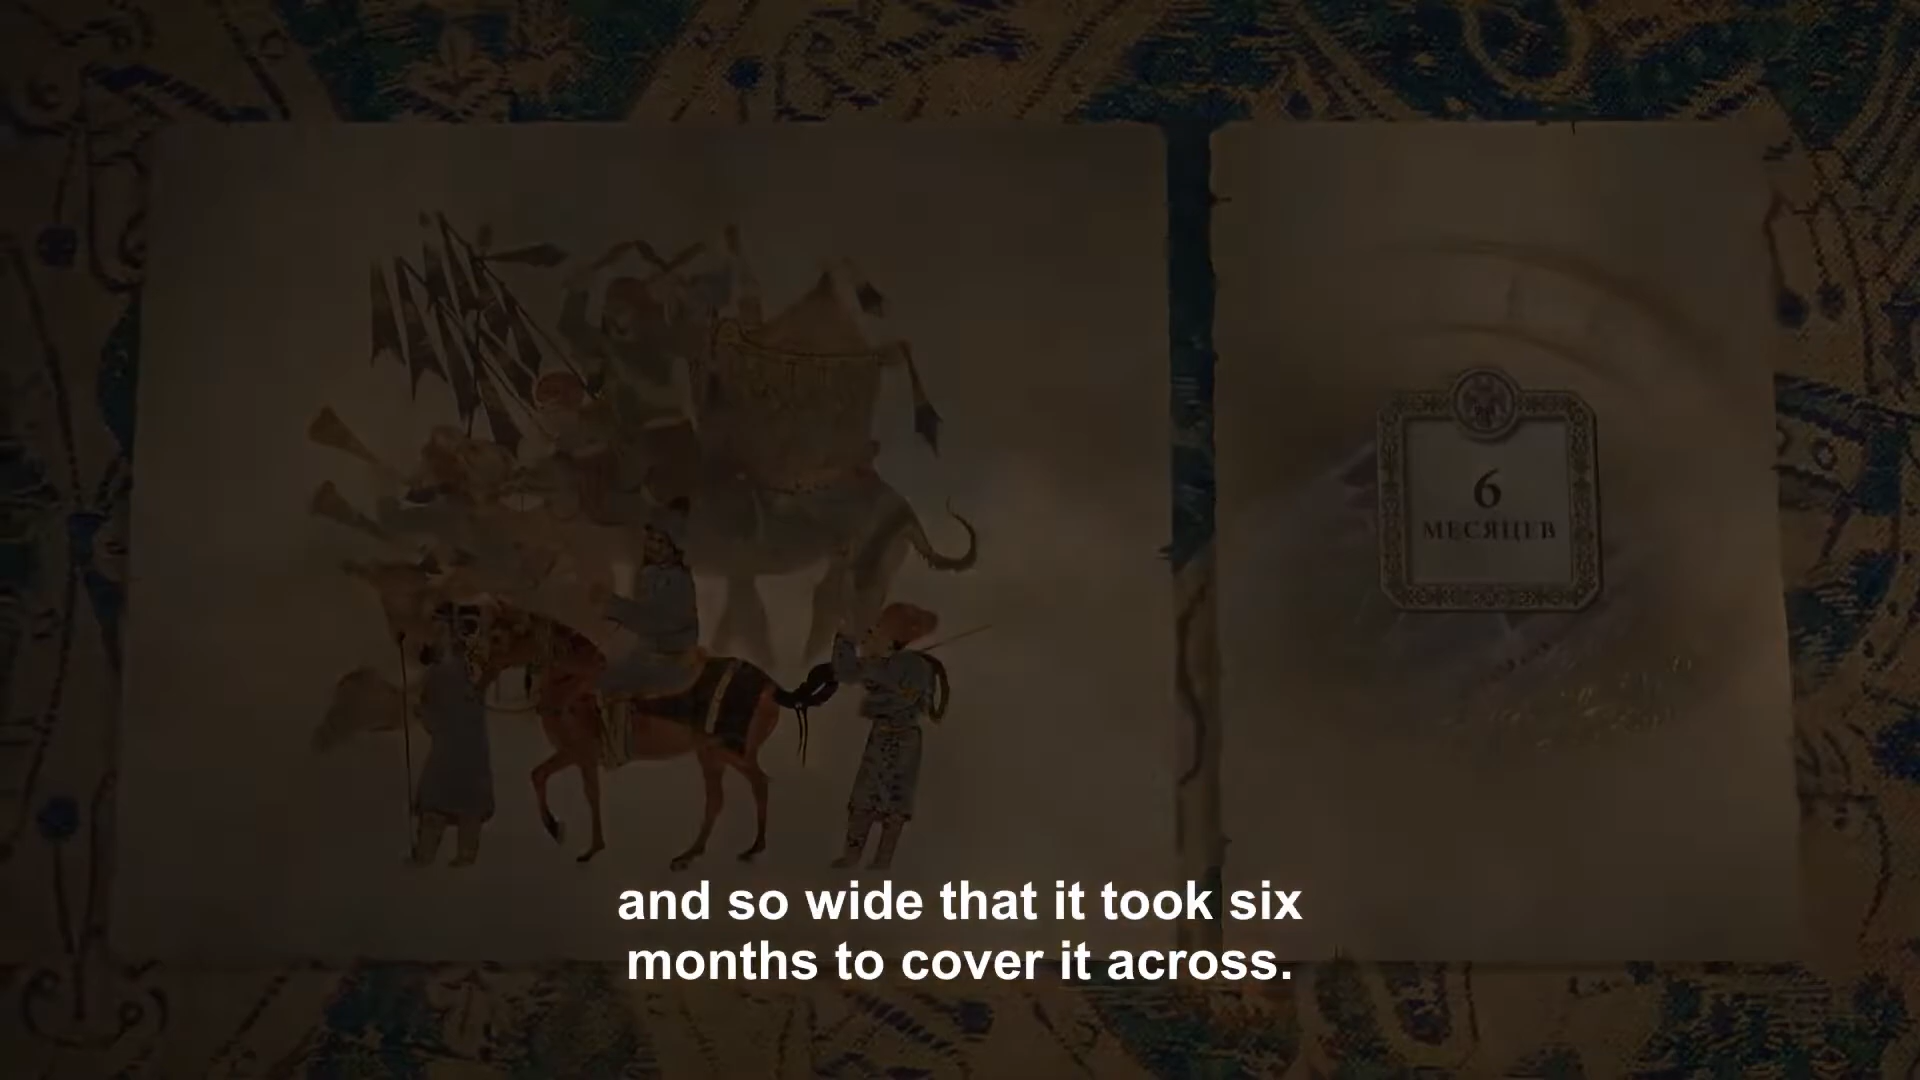 6
МЕСЯЦЕВ
and so wide that it took six
months to cover it across.